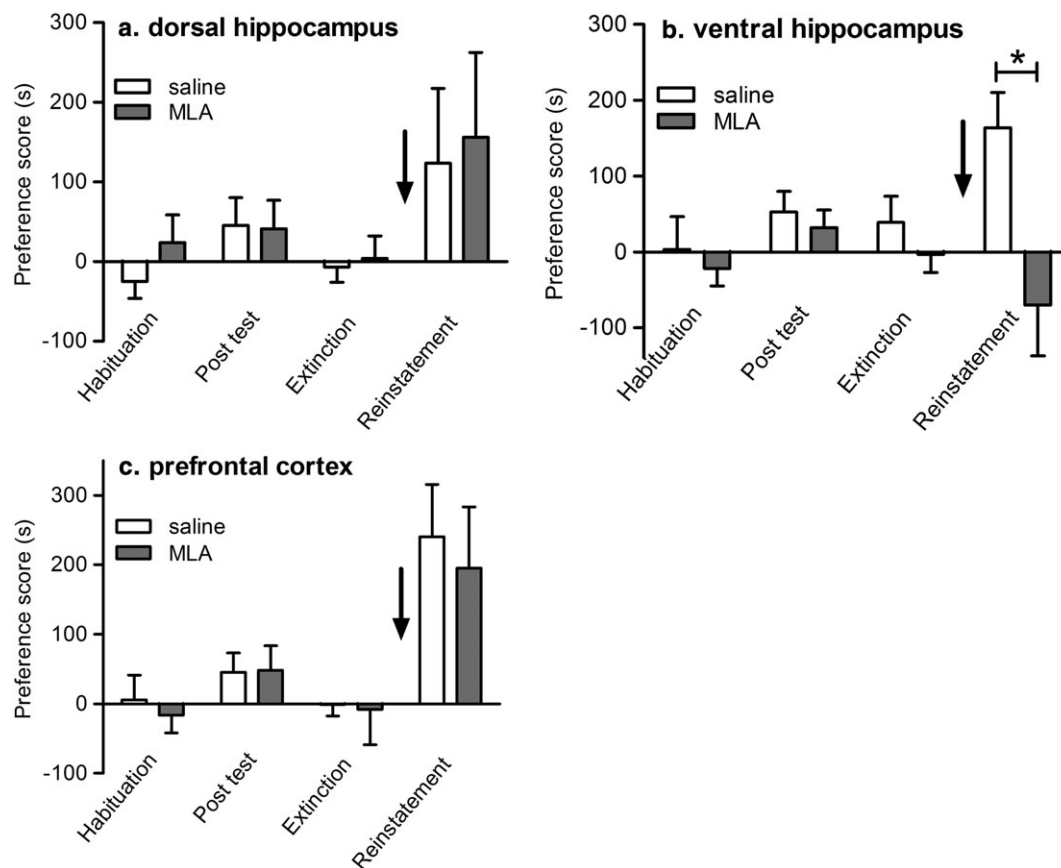 a. dorsal hippocampus
Preference score (s)
300
200
100
0
-100
saline
MLA
Habituation
Post test
Extinction
Reinstatement
b. ventral hippocampus
Preference score (s)
300
200
100
0
-100
saline
MLA
*
Habituation
Post test
Extinction
Reinstatement
c. prefrontal cortex
Preference score (s)
300
200
100
0
-100
saline
MLA
Habituation
Post test
Extinction
Reinstatement